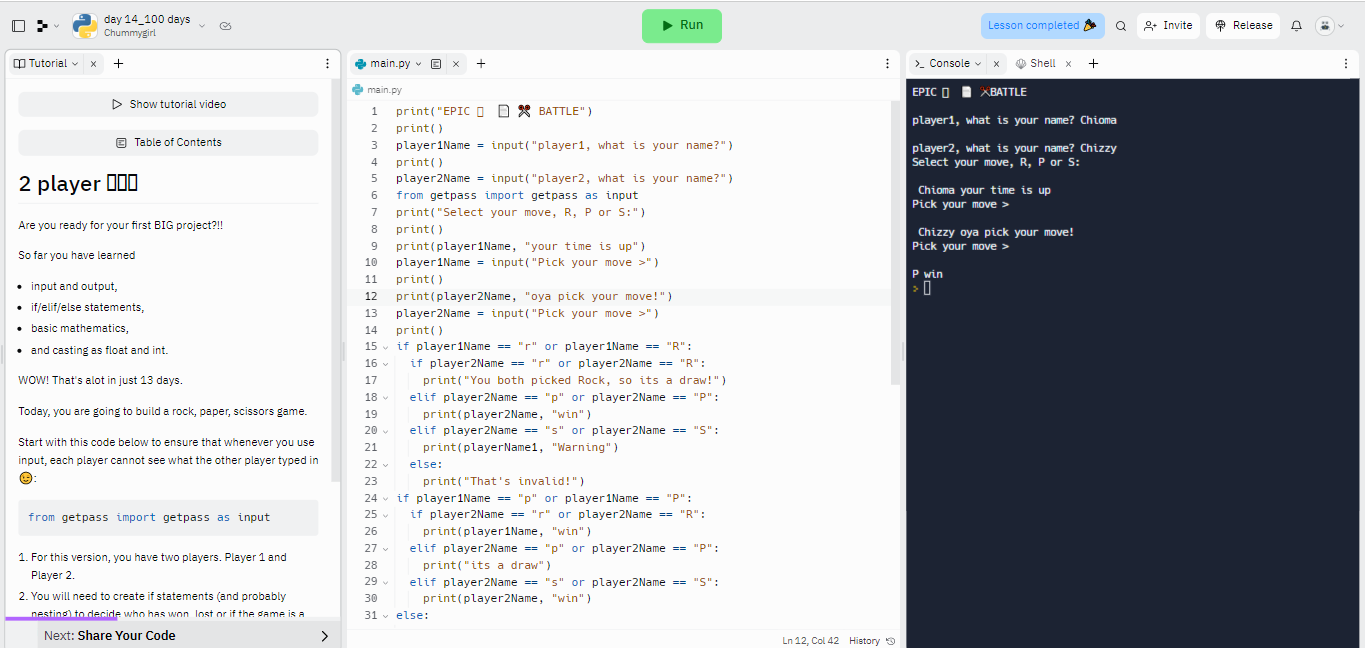 day 14_100 days
Chummygirl
Run
Lesson completed
Invite
Release
Tutorial
Show tutorial video
Table of Contents
2 player
Are you ready for your first BIG project?!!
So far you have learned
• input and output,
• if/elif/else statements,
• basic mathematics,
• and casting as float and int.
WOW! That's alot in just 13 days.
Today, you are going to build a rock, paper, scissors game.
Start with this code below to ensure that whenever you use
input, each player cannot see what the other player typed in
😉:
from getpass import getpass as input
1. For this version, you have two players. Player 1 and
Player 2.
2. You will need to create if statements (and probably
nesting) to decide who has won, lost or if the game is a
Next: Share Your Code
main.py
main.py
1 print("EPIC ▯ 📄 ⚔ BATTLE")
2 print()
3 player1Name = input("player1, what is your name?")
4 print()
5 player2Name = input("player2, what is your name?")
6 from getpass import getpass as input
7 print("Select your move, R, P or S:")
8 print()
9 print(player1Name, "your time is up")
10 player1Name = input("Pick your move >")
11 print()
12 print(player2Name, "oya pick your move!")
13 player2Name = input("Pick your move >")
14 print()
15 if player1Name == "r" or player1Name == "R":
16 if player2Name == "r" or player2Name == "R":
17 print("You both picked Rock, so its a draw!")
18 elif player2Name == "p" or player2Name == "P":
19 print(player2Name, "win")
20 elif player2Name == "s" or player2Name == "S":
21 print(playerName1, "Warning")
22 else:
23 print("That's invalid!")
24 if player1Name == "p" or player1Name == "P":
25 if player2Name == "r" or player2Name == "R":
26 print(player1Name, "win")
27 elif player2Name == "p" or player2Name == "P":
28 print("its a draw")
29 elif player2Name == "s" or player2Name == "S":
30 print(player2Name, "win")
31 else:
Ln 12, Col 42 History
Console
Shell
EPIC ▯ 📄 ⚔BATTLE
player1, what is your name? Chioma
player2, what is your name? Chizzy
Select your move, R, P or S:
Chioma your time is up
Pick your move >
Chizzy oya pick your move!
Pick your move >
P win
>